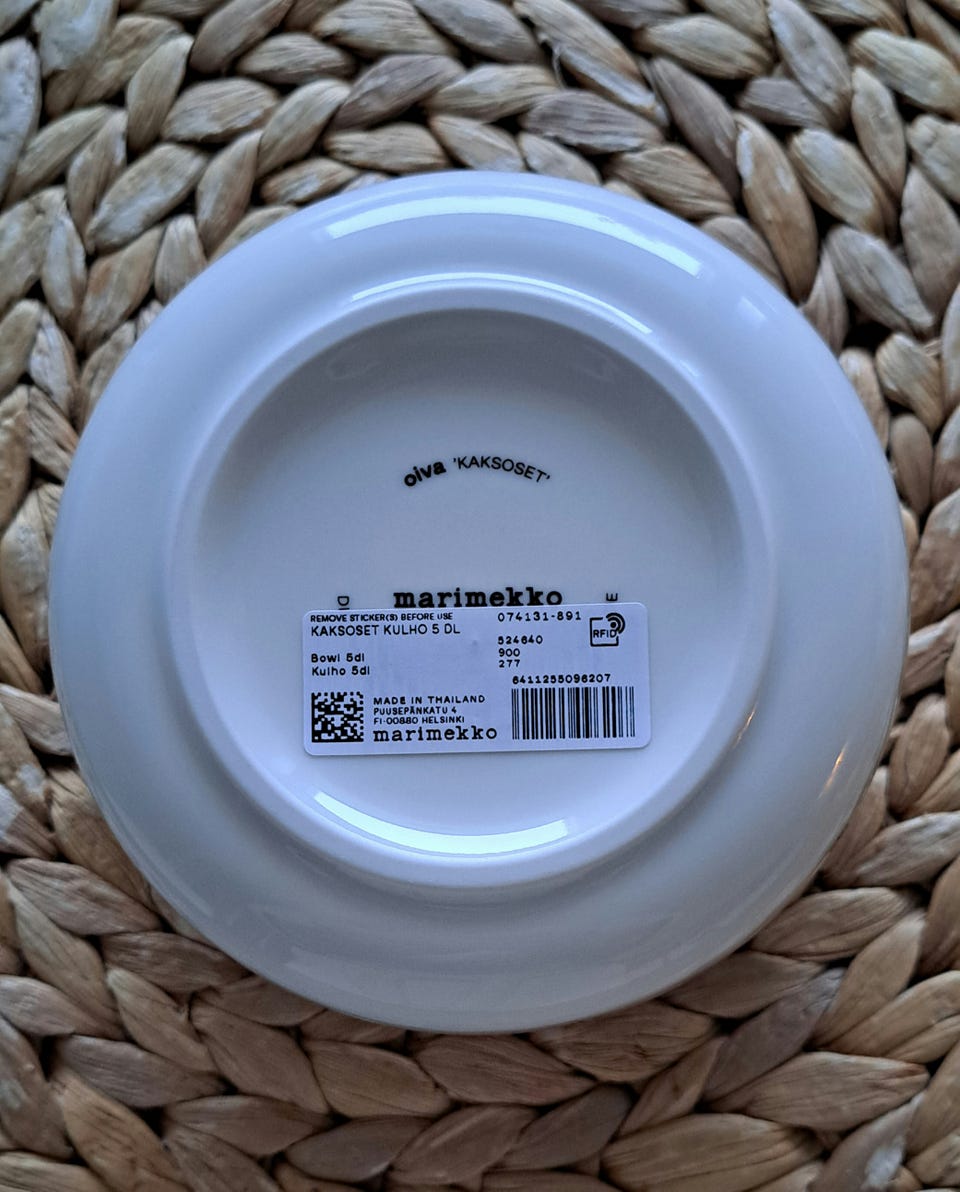 oiva 'KAKSOSET'
marimekko
REMOVE STICKER(S) BEFORE USE
KAKSOSET KULHO 5 DL
074131-891
RFID
524640
Bowl 5dl
900
Kulho 5dl
277
6411255096207
MADE IN THAILAND
PUUSEPÄNKATU 4
FI-00880 HELSINKI
marimekko